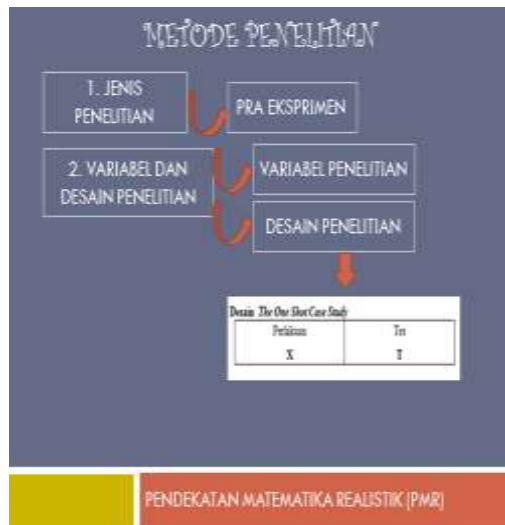 METODE PENELITIAN
1. JENIS
PENELITIAN
PRA EKSPRIMEN
2. VARIABEL DAN
DESAIN PENELITIAN
VARIABEL PENELITIAN
DESAIN PENELITIAN
Desain The One Shot Case Study
Perlakuan Tes
X T
PENDEKATAN MATEMATIKA REALISTIK (PMR)